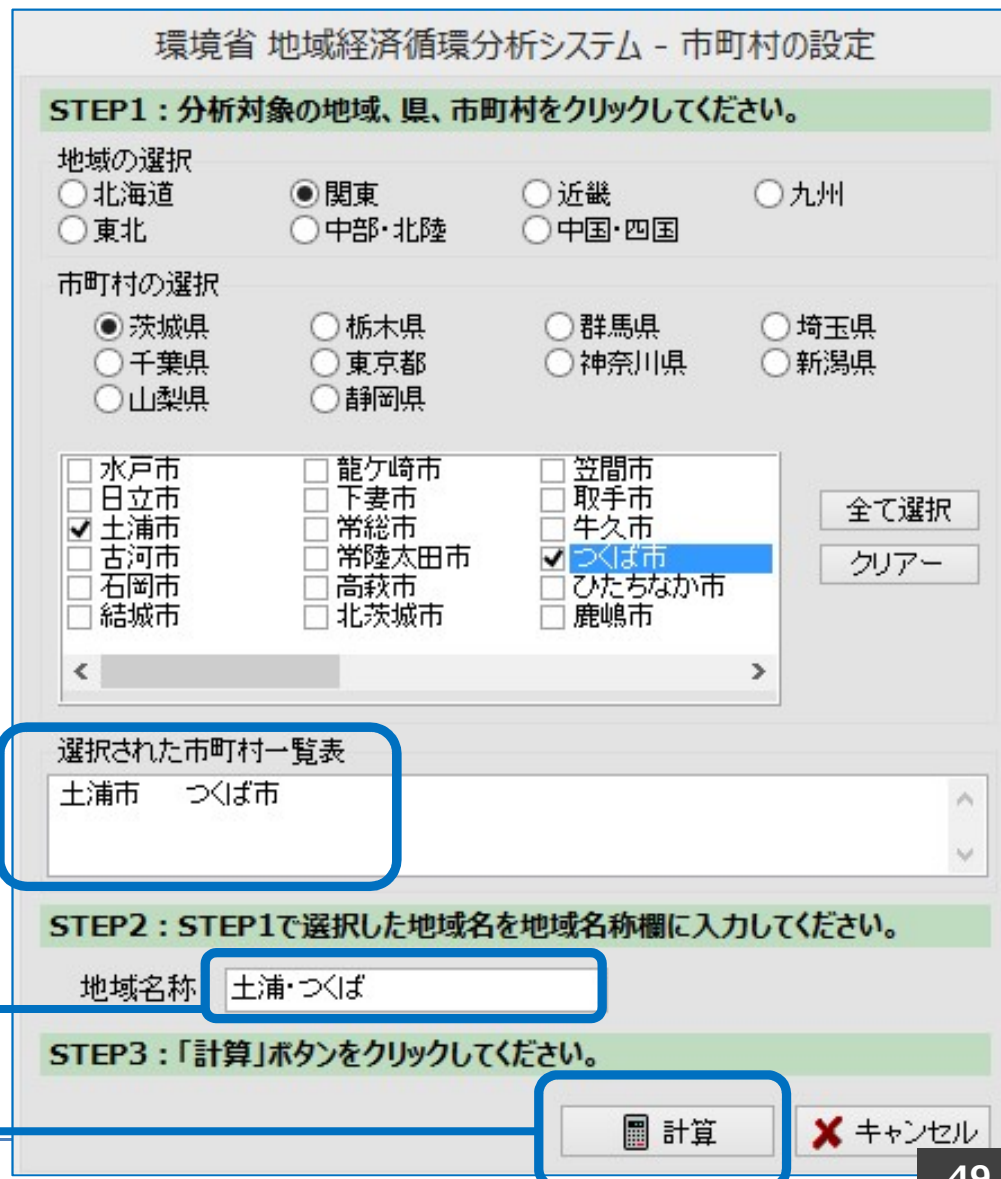 環境省 地域経済循環分析システム - 市町村の設定
STEP1：分析対象の地域、県、市町村をクリックしてください。
地域の選択
北海道 関東 近畿 九州
東北 中部･北陸 中国･四国
市町村の選択
茨城県 栃木県 群馬県 埼玉県
千葉県 東京都 神奈川県 新潟県
山梨県 静岡県
水戸市 龍ケ崎市 笠間市
日立市 下妻市 取手市
土浦市 常総市 牛久市
古河市 常陸太田市 つくば市
石岡市 高萩市 ひたちなか市
結城市 北茨城市 鹿嶋市
全て選択
クリアー
選択された市町村一覧表
土浦市 つくば市
STEP2：STEP1で選択した地域名を地域名称欄に入力してください。
地域名称 土浦･つくば
STEP3：「計算」ボタンをクリックしてください。
計算 キャンセル
49